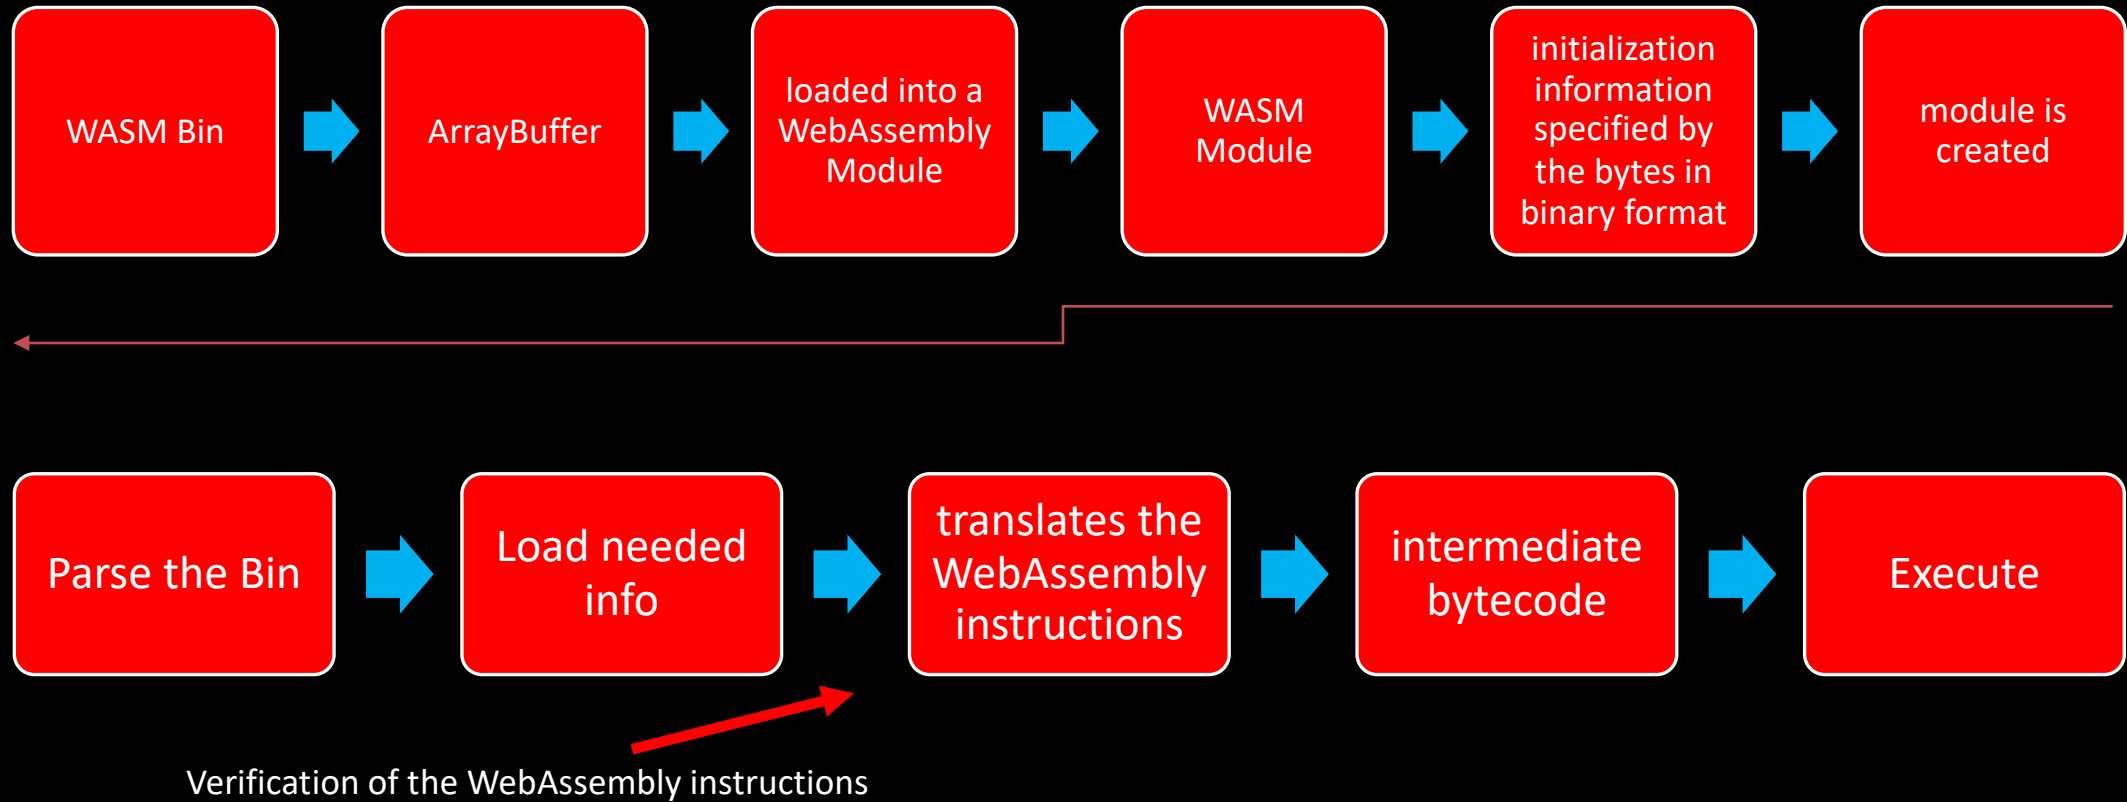 WASM Bin
ArrayBuffer
loaded into a
WebAssembly
Module
WASM
Module
initialization
information
specified by
the bytes in
binary format
module is
created
Parse the Bin
Load needed
info
translates the
WebAssembly
instructions
intermediate
bytecode
Execute
Verification of the WebAssembly instructions